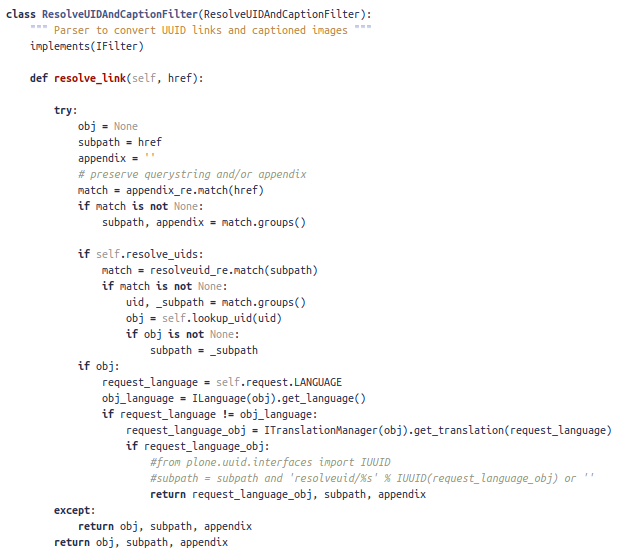 class ResolveUIDAndCaptionFilter(ResolveUIDAndCaptionFilter):
    """ Parser to convert UUID links and captioned images """
    implements(IFilter)

    def resolve_link(self, href):

        try:
            obj = None
            subpath = href
            appendix = ''
            # preserve querystring and/or appendix
            match = appendix_re.match(href)
            if match is not None:
                subpath, appendix = match.groups()

            if self.resolve_uids:
                match = resolveuid_re.match(subpath)
                if match is not None:
                    uid, _subpath = match.groups()
                    obj = self.lookup_uid(uid)
                    if obj is not None:
                        subpath = _subpath
            if obj:
                request_language = self.request.LANGUAGE
                obj_language = ILanguage(obj).get_language()
                if request_language != obj_language:
                    request_language_obj = ITranslationManager(obj).get_translation(request_language)
                    if request_language_obj:
                        #from plone.uuid.interfaces import IUUID
                        #subpath = subpath and 'resolveuid/%s' % IUUID(request_language_obj) or ''
                        return request_language_obj, subpath, appendix
        except:
            return obj, subpath, appendix
        return obj, subpath, appendix